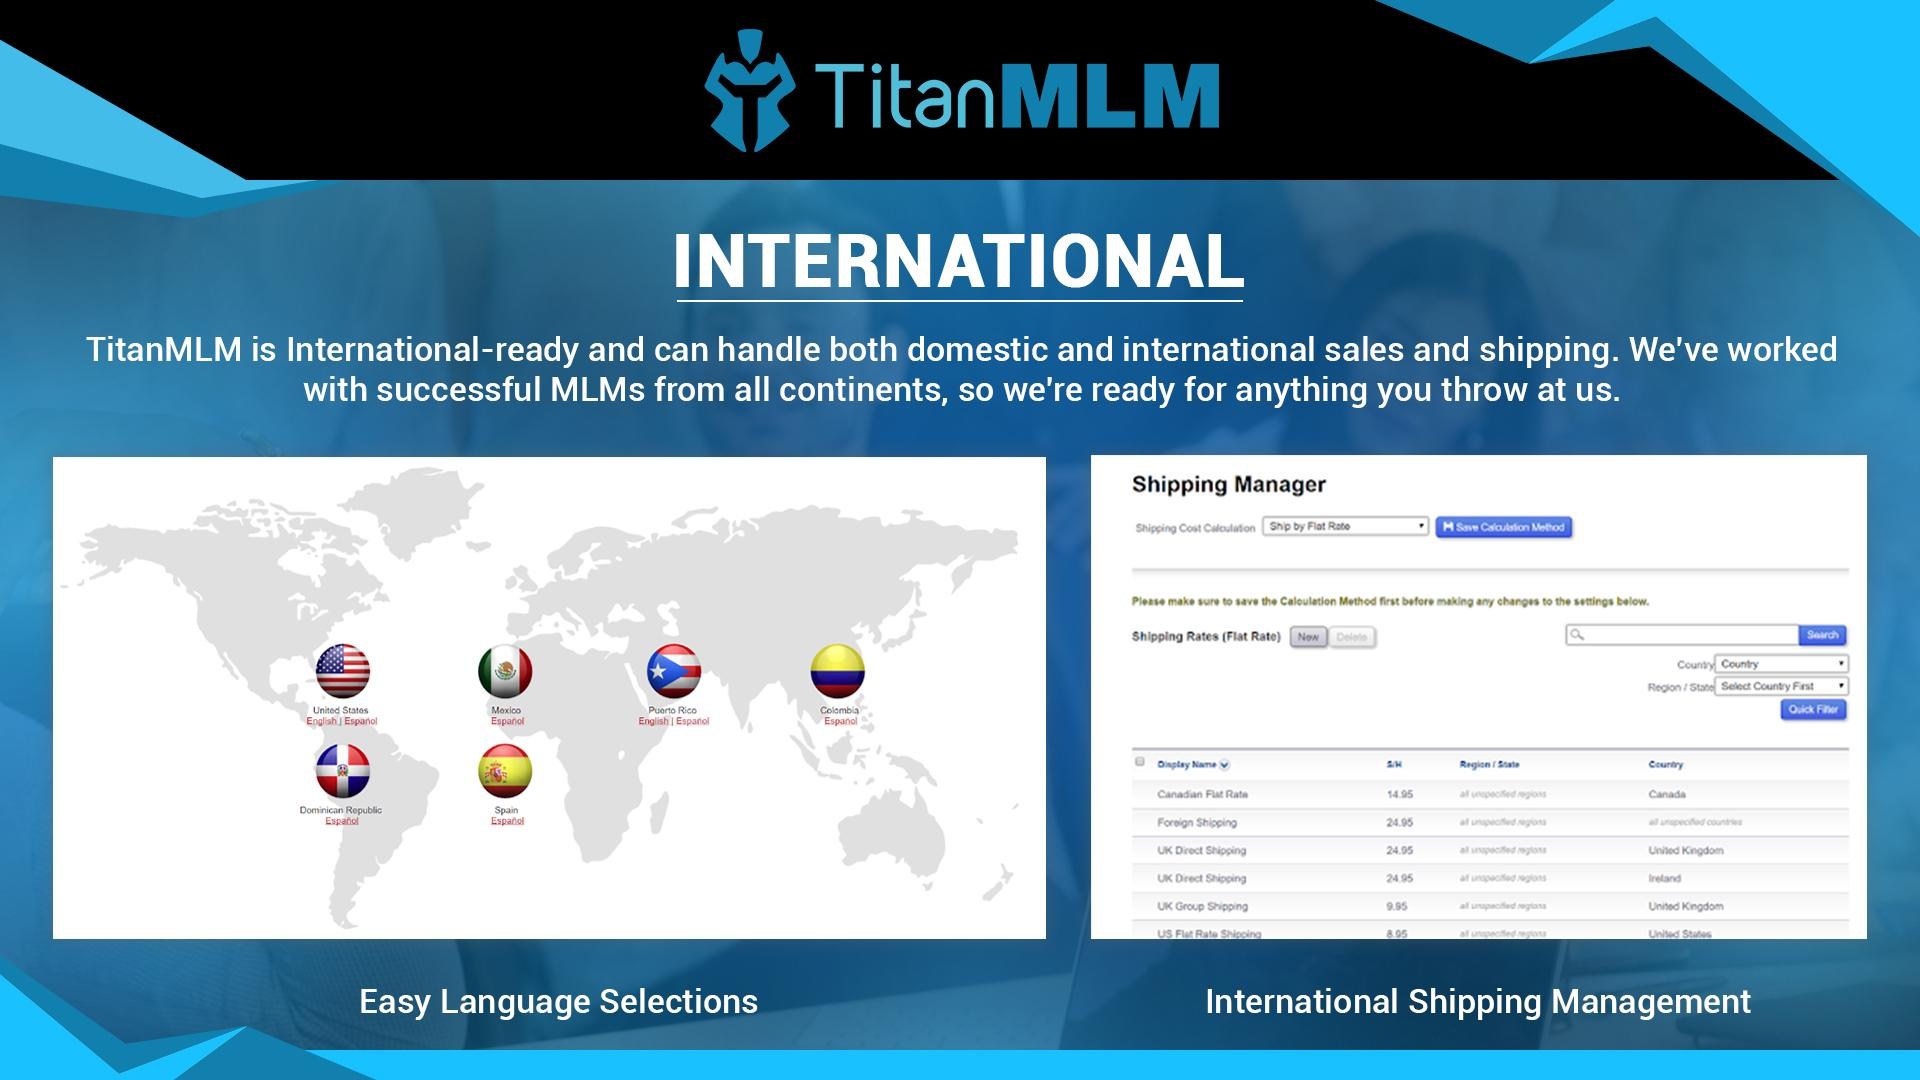 TitanMLM
INTERNATIONAL
TitanMLM is International-ready and can handle both domestic and international sales and shipping. We've worked
with successful MLMs from all continents, so we're ready for anything you throw at us.
United States
English | Español
Mexico
Español
Puerto Rico
English | Español
Colombia
Español
Dominican Republic
Español
Spain
Español
Easy Language Selections
Shipping Manager
Shipping Cost Calculation Ship by Flat Rate Save Calculation Method
Please make sure to save the Calculation Method first before making any changes to the settings below.
Shipping Rates (Flat Rate) New Delete Search
Country Country
Region / State Select Country First
Quick Filter
Display Name S/H Region / State Country
Canadian Flat Rate 14.95 all unspecified regions Canada
Foreign Shipping 24.95 all unspecified regions all unspecified countries
UK Direct Shipping 24.95 all unspecified regions United Kingdom
UK Direct Shipping 24.95 all unspecified regions Ireland
UK Group Shipping 9.95 all unspecified regions United Kingdom
US Flat Rate Shipping 8.95 all unspecified regions United States
International Shipping Management